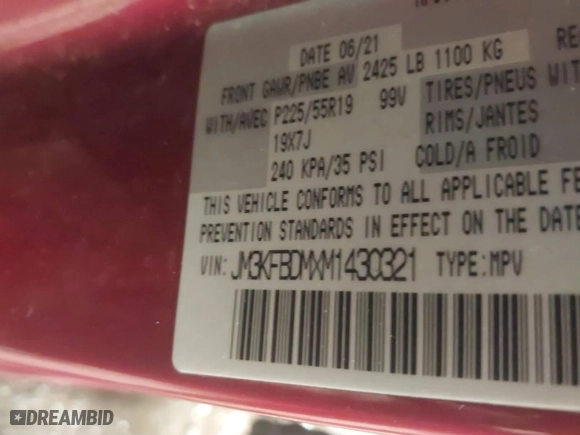 DATE 06/21
FRONT GAWR/PNBE AV 2425 LB 1100 KG
WITH/AVEC P225/55R19 99V TIRES/PNEUS WITH
19X7J RIMS/JANTES
240 KPA/35 PSI COLD/A FROID
THIS VEHICLE CONFORMS TO ALL APPLICABLE FE
PREVENTION STANDARDS IN EFFECT ON THE DATE
VIN: JM3KFBDMXM1430321 TYPE:MPV
DREAMBID